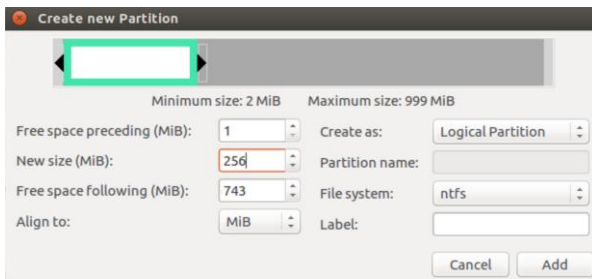 Create new Partition
Minimum size: 2 MiB Maximum size: 999 MiB
Free space preceding (MiB): 1 Create as: Logical Partition
New size (MiB): 256 Partition name:
Free space following (MiB): 743 File system: ntfs
Align to: MiB Label:
Cancel Add